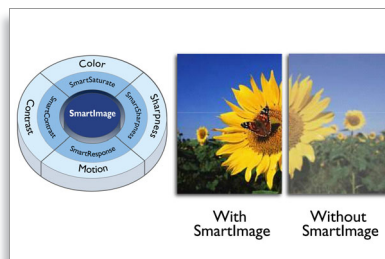 Color
SmartSaturate
Contrast
SmartContrast
SmartImage
SmartSharpness
Sharpness
SmartResponse
Motion
With
SmartImage
Without
SmartImage